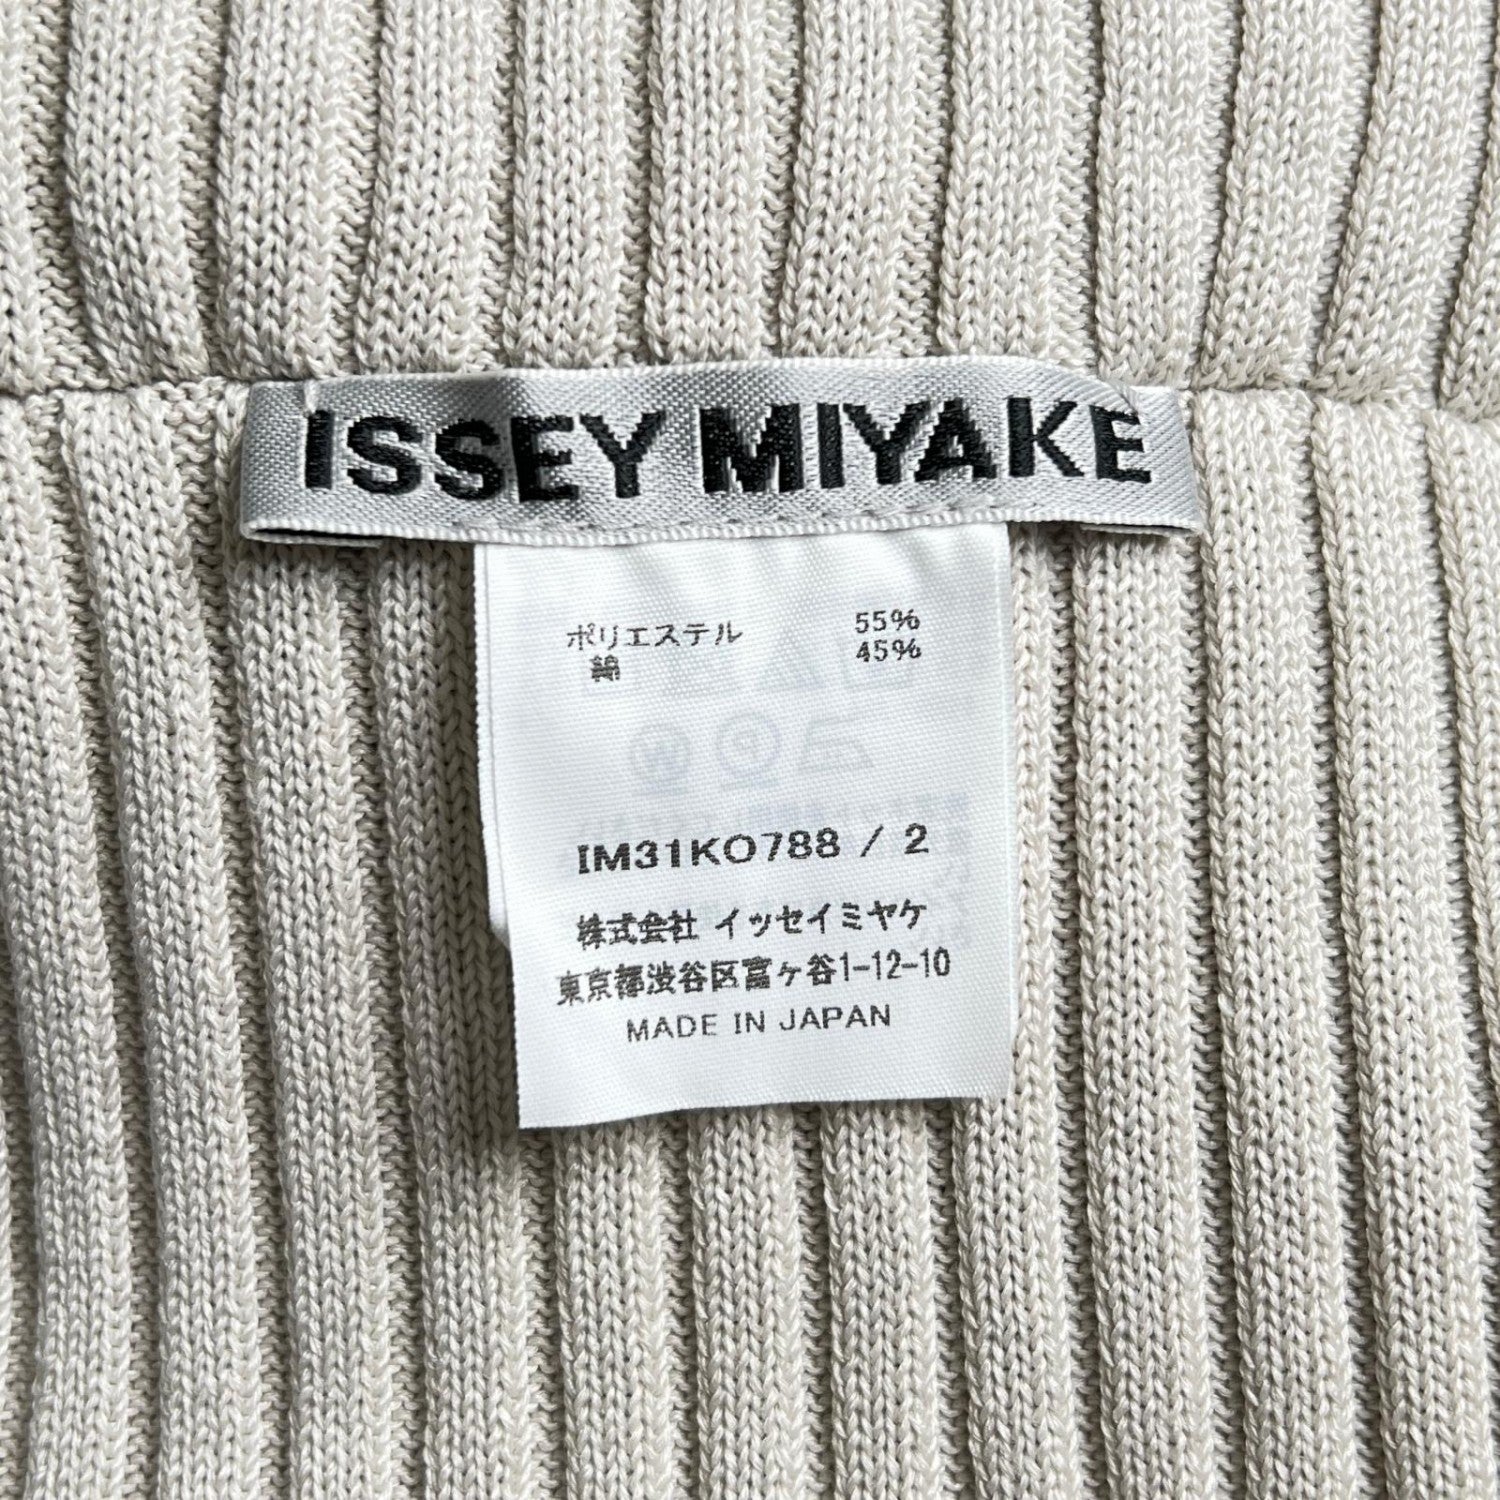 ISSEY MIYAKE
ポリエステル 55%
綿 45%
IM31KO788 / 2
株式会社 イッセイミヤケ
東京都渋谷区富ヶ谷1-12-10
MADE IN JAPAN